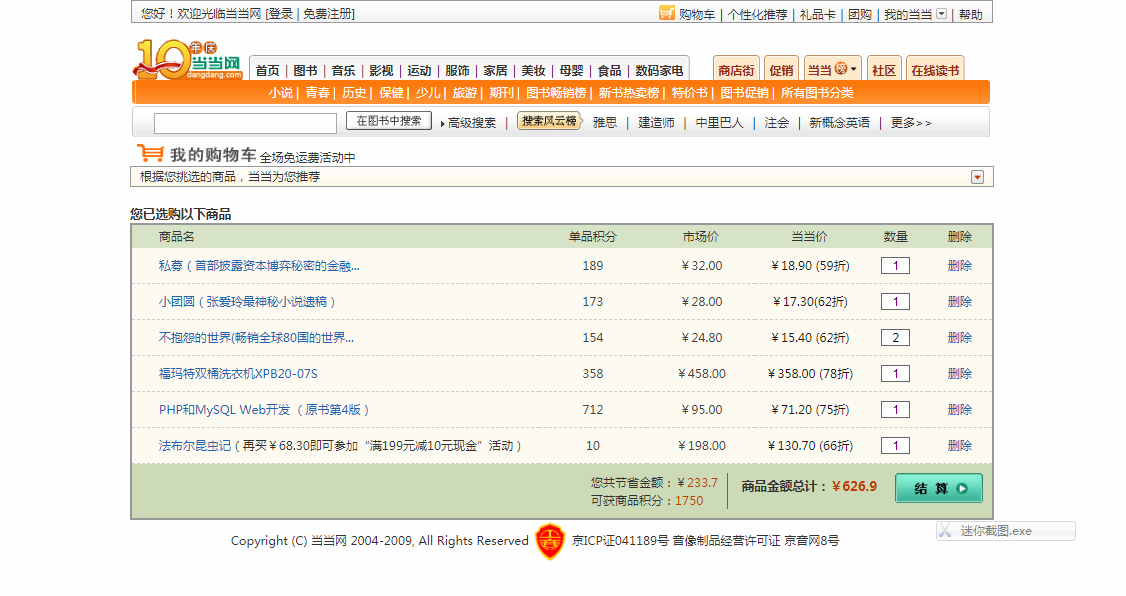 您好！欢迎光临当当网 [登录 | 免费注册]
购物车 | 个性化推荐 | 礼品卡 | 团购 | 我的当当 | 帮助
10年庆 当当网 dangdang.com
首页 | 图书 | 音乐 | 影视 | 运动 | 服饰 | 家居 | 美妆 | 母婴 | 食品 | 数码家电
商店街 促销 当当榜 社区 在线读书
小说 | 青春 | 历史 | 保健 | 少儿 | 旅游 | 期刊 | 图书畅销榜 | 新书热卖榜 | 特价书 | 图书促销 | 所有图书分类
在图书中搜索 高级搜索 | 搜索风云榜 雅思 | 建造师 | 中里巴人 | 注会 | 新概念英语 | 更多>>
我的购物车 全场免运费活动中
根据您挑选的商品，当当为您推荐
您已选购以下商品
商品名 单品积分 市场价 当当价 数量 删除
私募（首部披露资本博弈秘密的金融... 189 ￥32.00 ￥18.90 (59折) 1 删除
小团圆（张爱玲最神秘小说遗稿） 173 ￥28.00 ￥17.30(62折) 1 删除
不抱怨的世界(畅销全球80国的世界... 154 ￥24.80 ￥15.40 (62折) 2 删除
福玛特双桶洗衣机XPB20-07S 358 ￥458.00 ￥358.00 (78折) 1 删除
PHP和MySQL Web开发 （原书第4版） 712 ￥95.00 ￥71.20 (75折) 1 删除
法布尔昆虫记（再买￥68.30即可参加“满199元减10元现金”活动） 10 ￥198.00 ￥130.70 (66折) 1 删除
您共节省金额：￥233.7
可获商品积分：1750
商品金额总计：￥626.9
结 算
Copyright (C) 当当网 2004-2009, All Rights Reserved 京ICP证041189号 音像制品经营许可证 京音网8号
迷你截图.exe